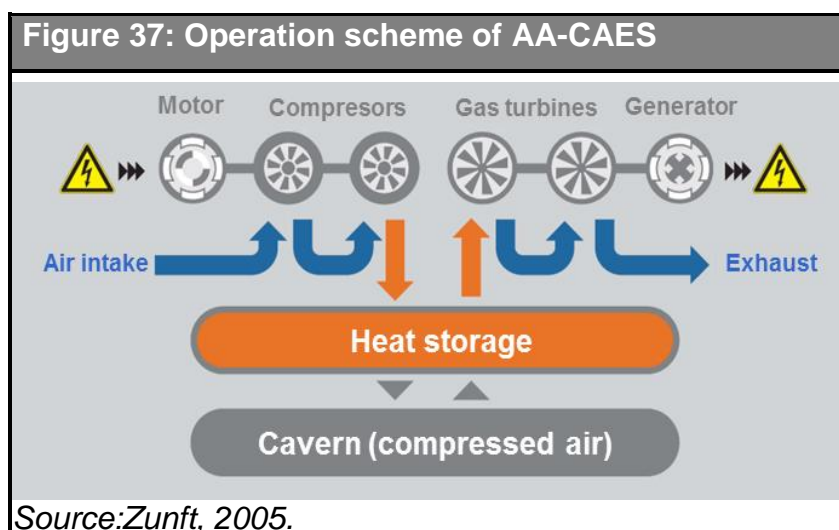 Figure 37: Operation scheme of AA-CAES
Motor Compresors Gas turbines Generator
Air intake Exhaust
Heat storage
Cavern (compressed air)
Source:Zunft, 2005.